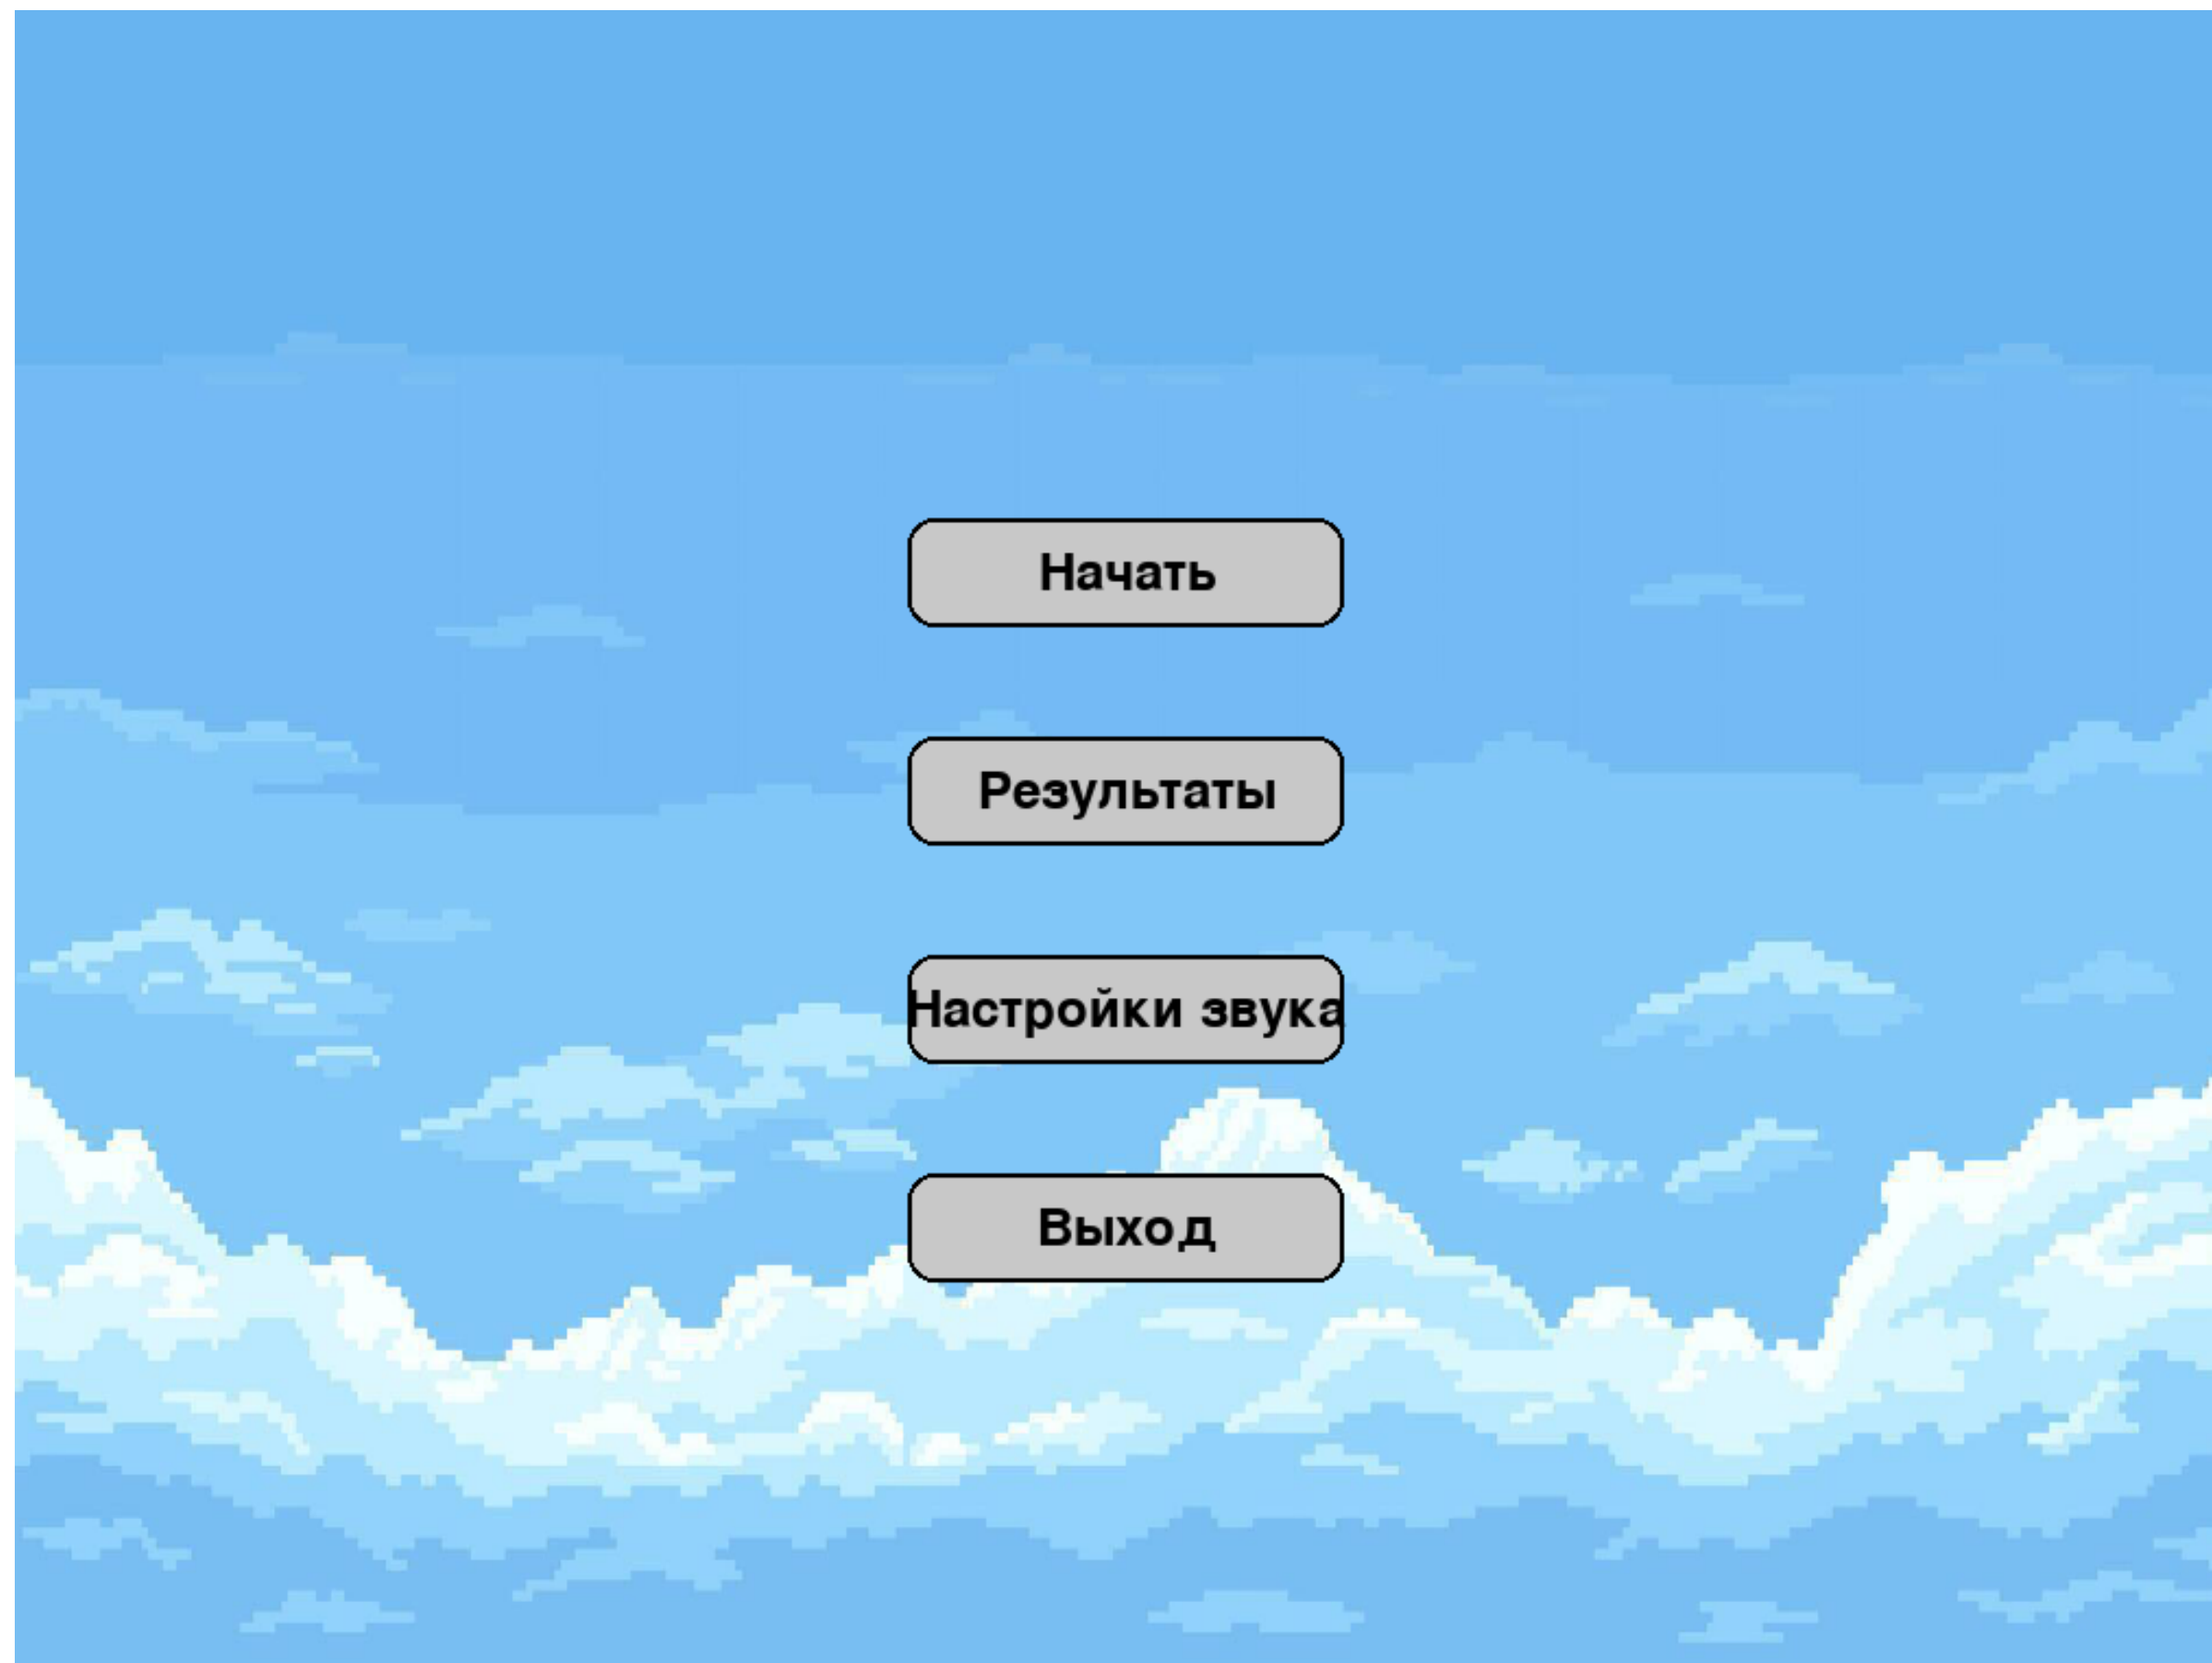 Начать
Результаты
Настройки звука
Выход